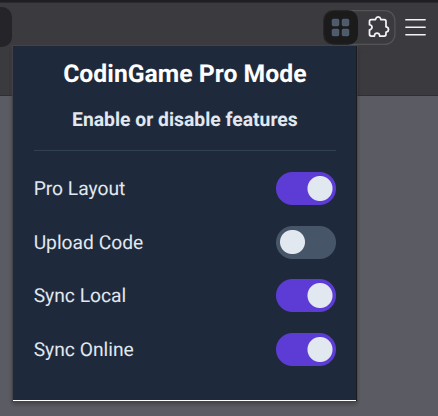 CodinGame Pro Mode
Enable or disable features
Pro Layout
Upload Code
Sync Local
Sync Online